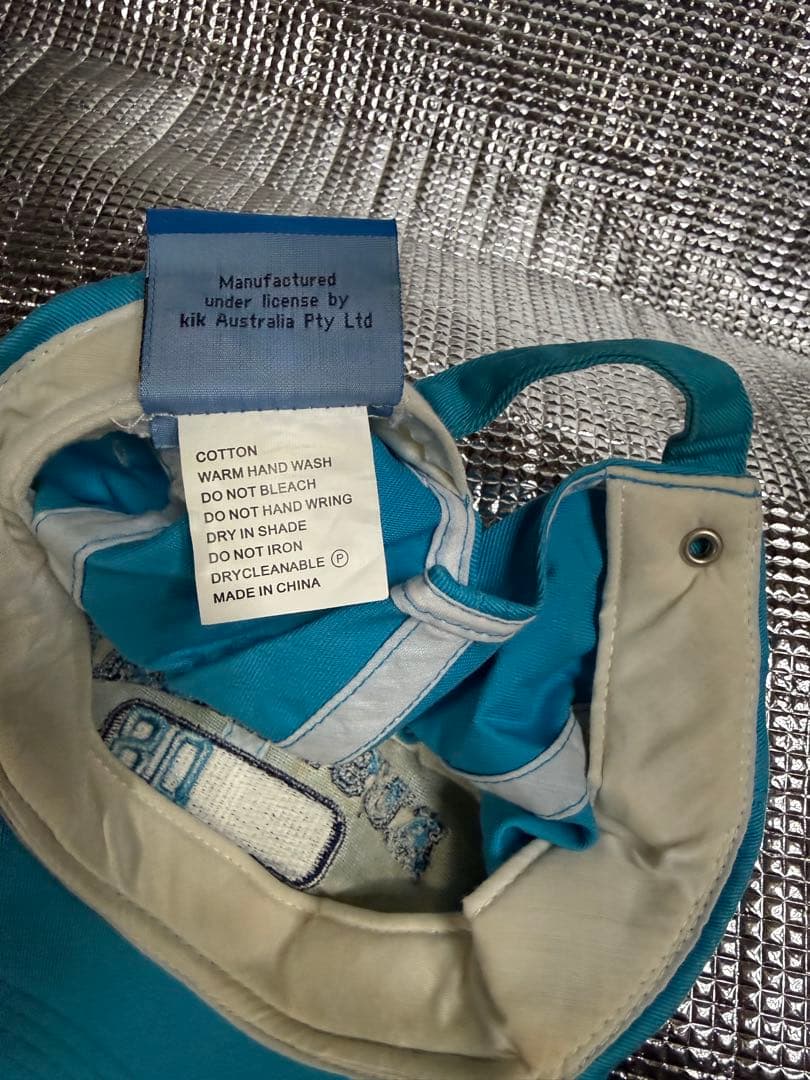 Manufactured
under license by
kik Australia Pty Ltd
COTTON
WARM HAND WASH
DO NOT BLEACH
DO NOT HAND WRING
DRY IN SHADE
DO NOT IRON
DRYCLEANABLE Ⓟ
MADE IN CHINA